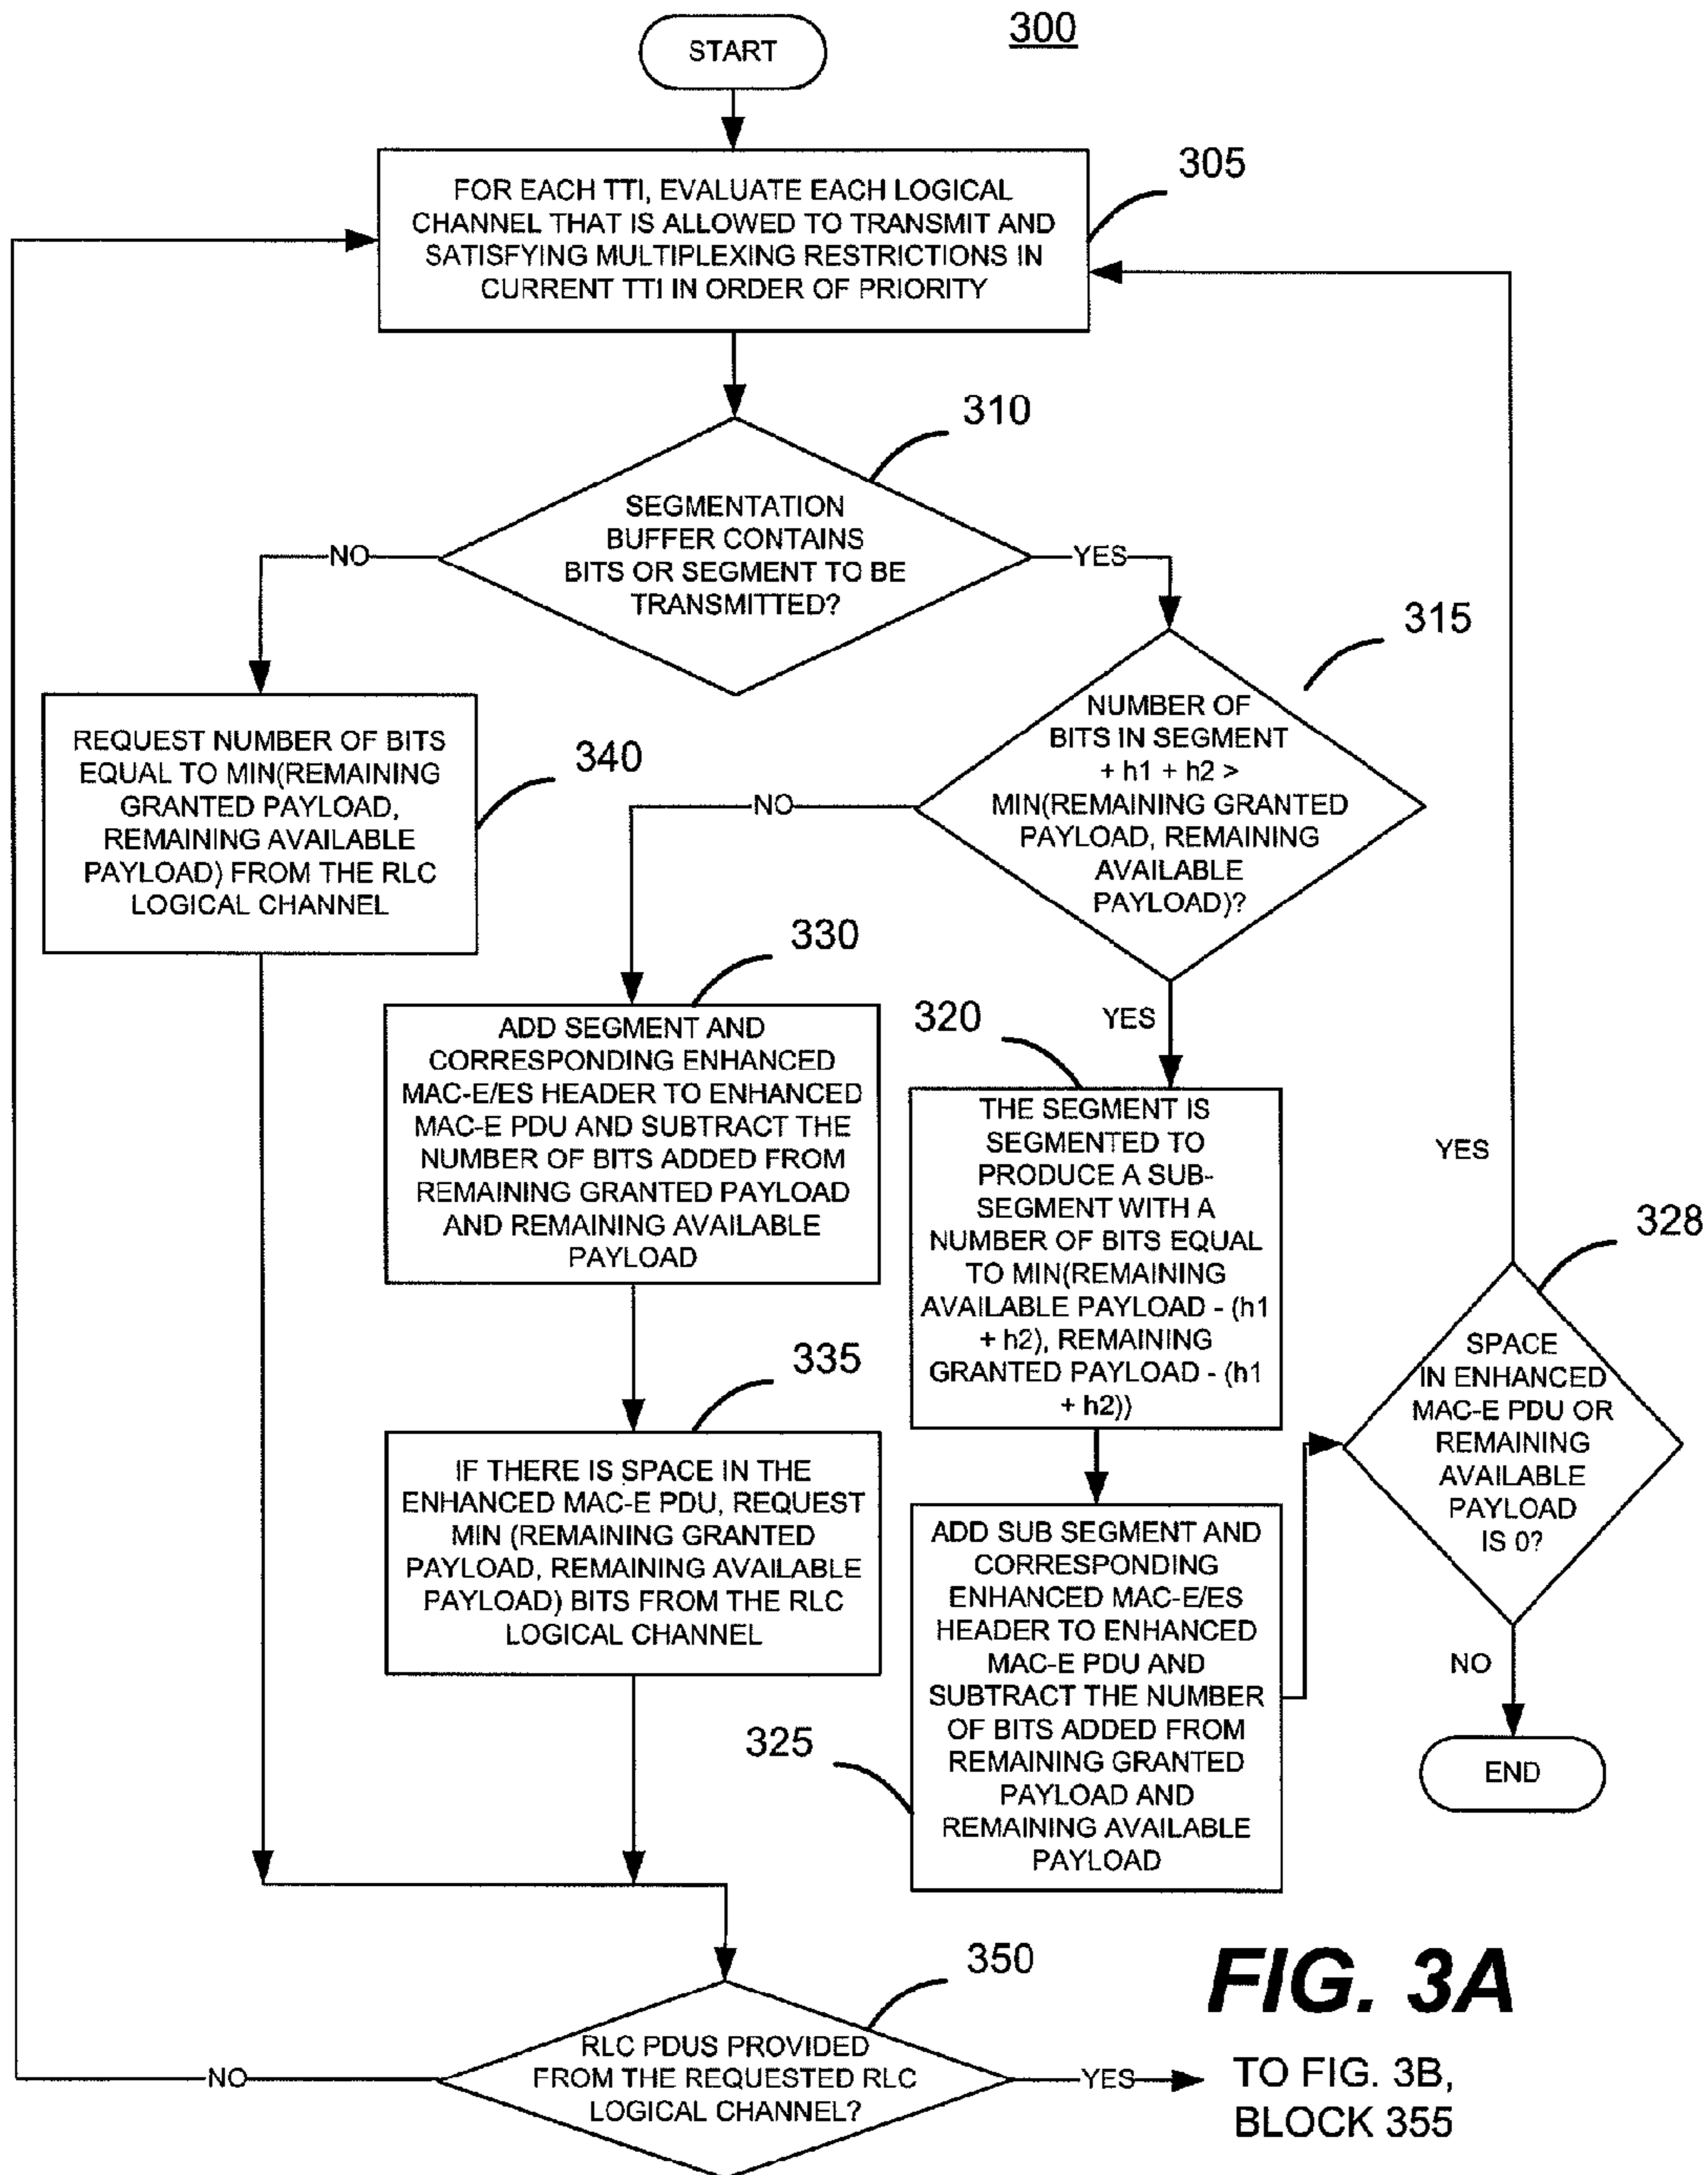 300
START
305
FOR EACH TTI, EVALUATE EACH LOGICAL
CHANNEL THAT IS ALLOWED TO TRANSMIT AND
SATISFYING MULTIPLEXING RESTRICTIONS IN
CURRENT TTI IN ORDER OF PRIORITY
310
SEGMENTATION
BUFFER CONTAINS
BITS OR SEGMENT TO BE
TRANSMITTED?
NO
YES
315
NUMBER OF
BITS IN SEGMENT
+ h1 + h2 >
MIN(REMAINING GRANTED
PAYLOAD, REMAINING
AVAILABLE
PAYLOAD)?
NO
YES
340
REQUEST NUMBER OF BITS
EQUAL TO MIN(REMAINING
GRANTED PAYLOAD,
REMAINING AVAILABLE
PAYLOAD) FROM THE RLC
LOGICAL CHANNEL
330
ADD SEGMENT AND
CORRESPONDING ENHANCED
MAC-E/ES HEADER TO ENHANCED
MAC-E PDU AND SUBTRACT THE
NUMBER OF BITS ADDED FROM
REMAINING GRANTED PAYLOAD
AND REMAINING AVAILABLE
PAYLOAD
320
THE SEGMENT IS
SEGMENTED TO
PRODUCE A SUB-
SEGMENT WITH A
NUMBER OF BITS EQUAL
TO MIN(REMAINING
AVAILABLE PAYLOAD - (h1
+ h2), REMAINING
GRANTED PAYLOAD - (h1
+ h2))
YES
328
SPACE
IN ENHANCED
MAC-E PDU OR
REMAINING
AVAILABLE
PAYLOAD
IS 0?
NO
END
335
IF THERE IS SPACE IN THE
ENHANCED MAC-E PDU, REQUEST
MIN (REMAINING GRANTED
PAYLOAD, REMAINING AVAILABLE
PAYLOAD) BITS FROM THE RLC
LOGICAL CHANNEL
325
ADD SUB SEGMENT AND
CORRESPONDING
ENHANCED MAC-E/ES
HEADER TO ENHANCED
MAC-E PDU AND
SUBTRACT THE NUMBER
OF BITS ADDED FROM
REMAINING GRANTED
PAYLOAD AND
REMAINING AVAILABLE
PAYLOAD
350
RLC PDUS PROVIDED
FROM THE REQUESTED RLC
LOGICAL CHANNEL?
NO
YES
FIG. 3A
TO FIG. 3B,
BLOCK 355